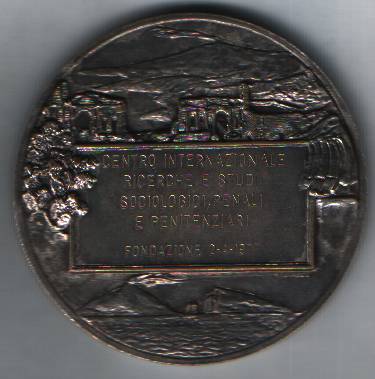 CENTRO INTERNAZIONALE
RICERCHE E STUDI
SOCIOLOGICI, PENALI
E PENITENZIARI
FONDAZIONE